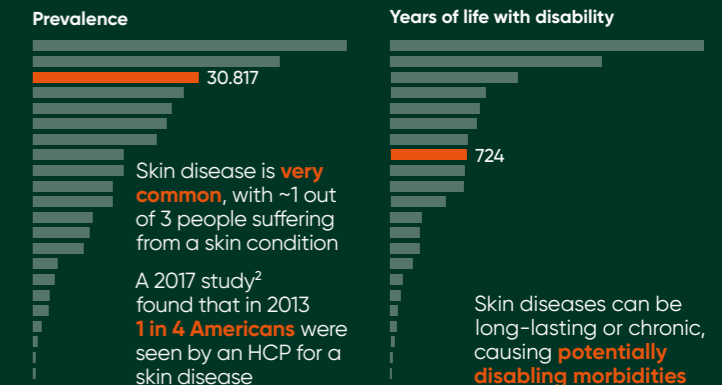 Prevalence
30.817
Skin disease is very
common, with ~1 out
of 3 people suffering
from a skin condition
A 2017 study²
found that in 2013
1 in 4 Americans were
seen by an HCP for a
skin disease
Years of life with disability
724
Skin diseases can be
long-lasting or chronic,
causing potentially
disabling morbidities